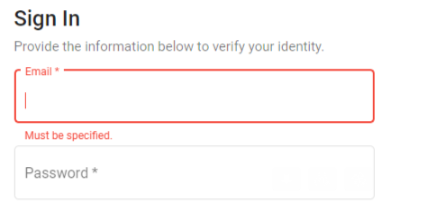 Sign In
Provide the information below to verify your identity.
Email *
Must be specified.
Password *